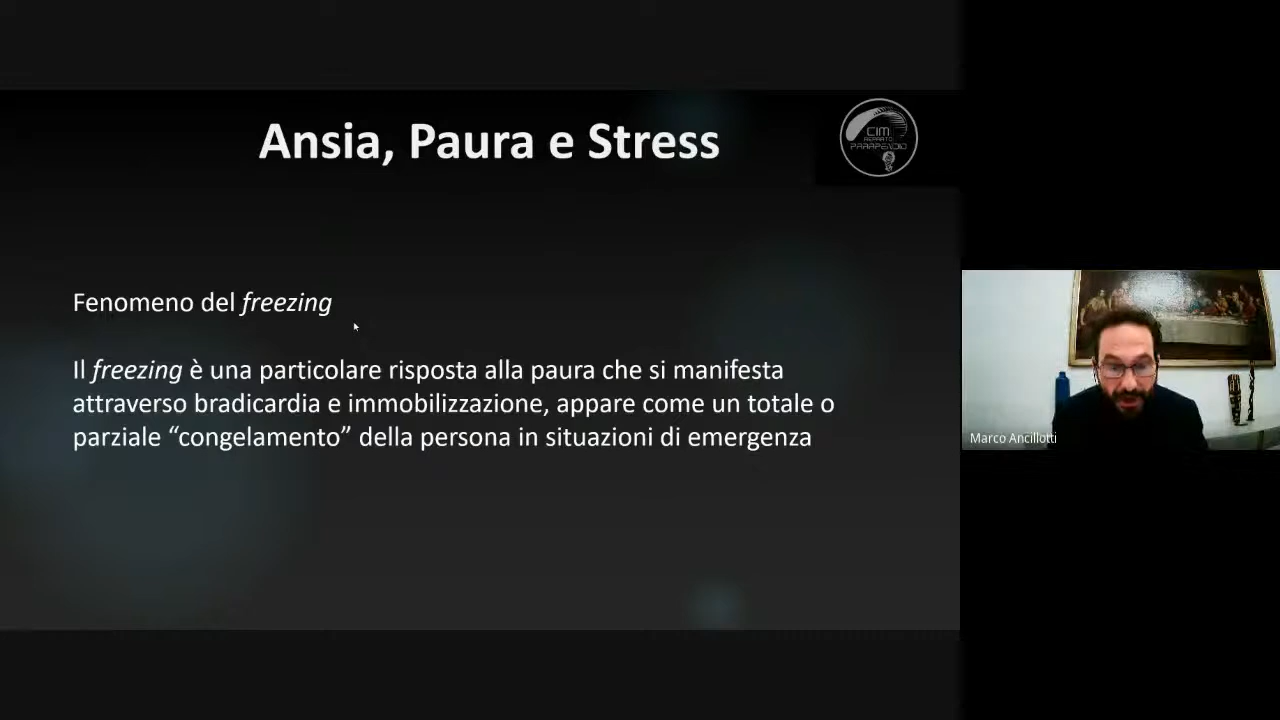 Ansia, Paura e Stress
CIM
REPARTO
PARAPENDIO
Fenomeno del freezing
Il freezing è una particolare risposta alla paura che si manifesta
attraverso bradicardia e immobilizzazione, appare come un totale o
parziale “congelamento” della persona in situazioni di emergenza
Marco Ancillotti